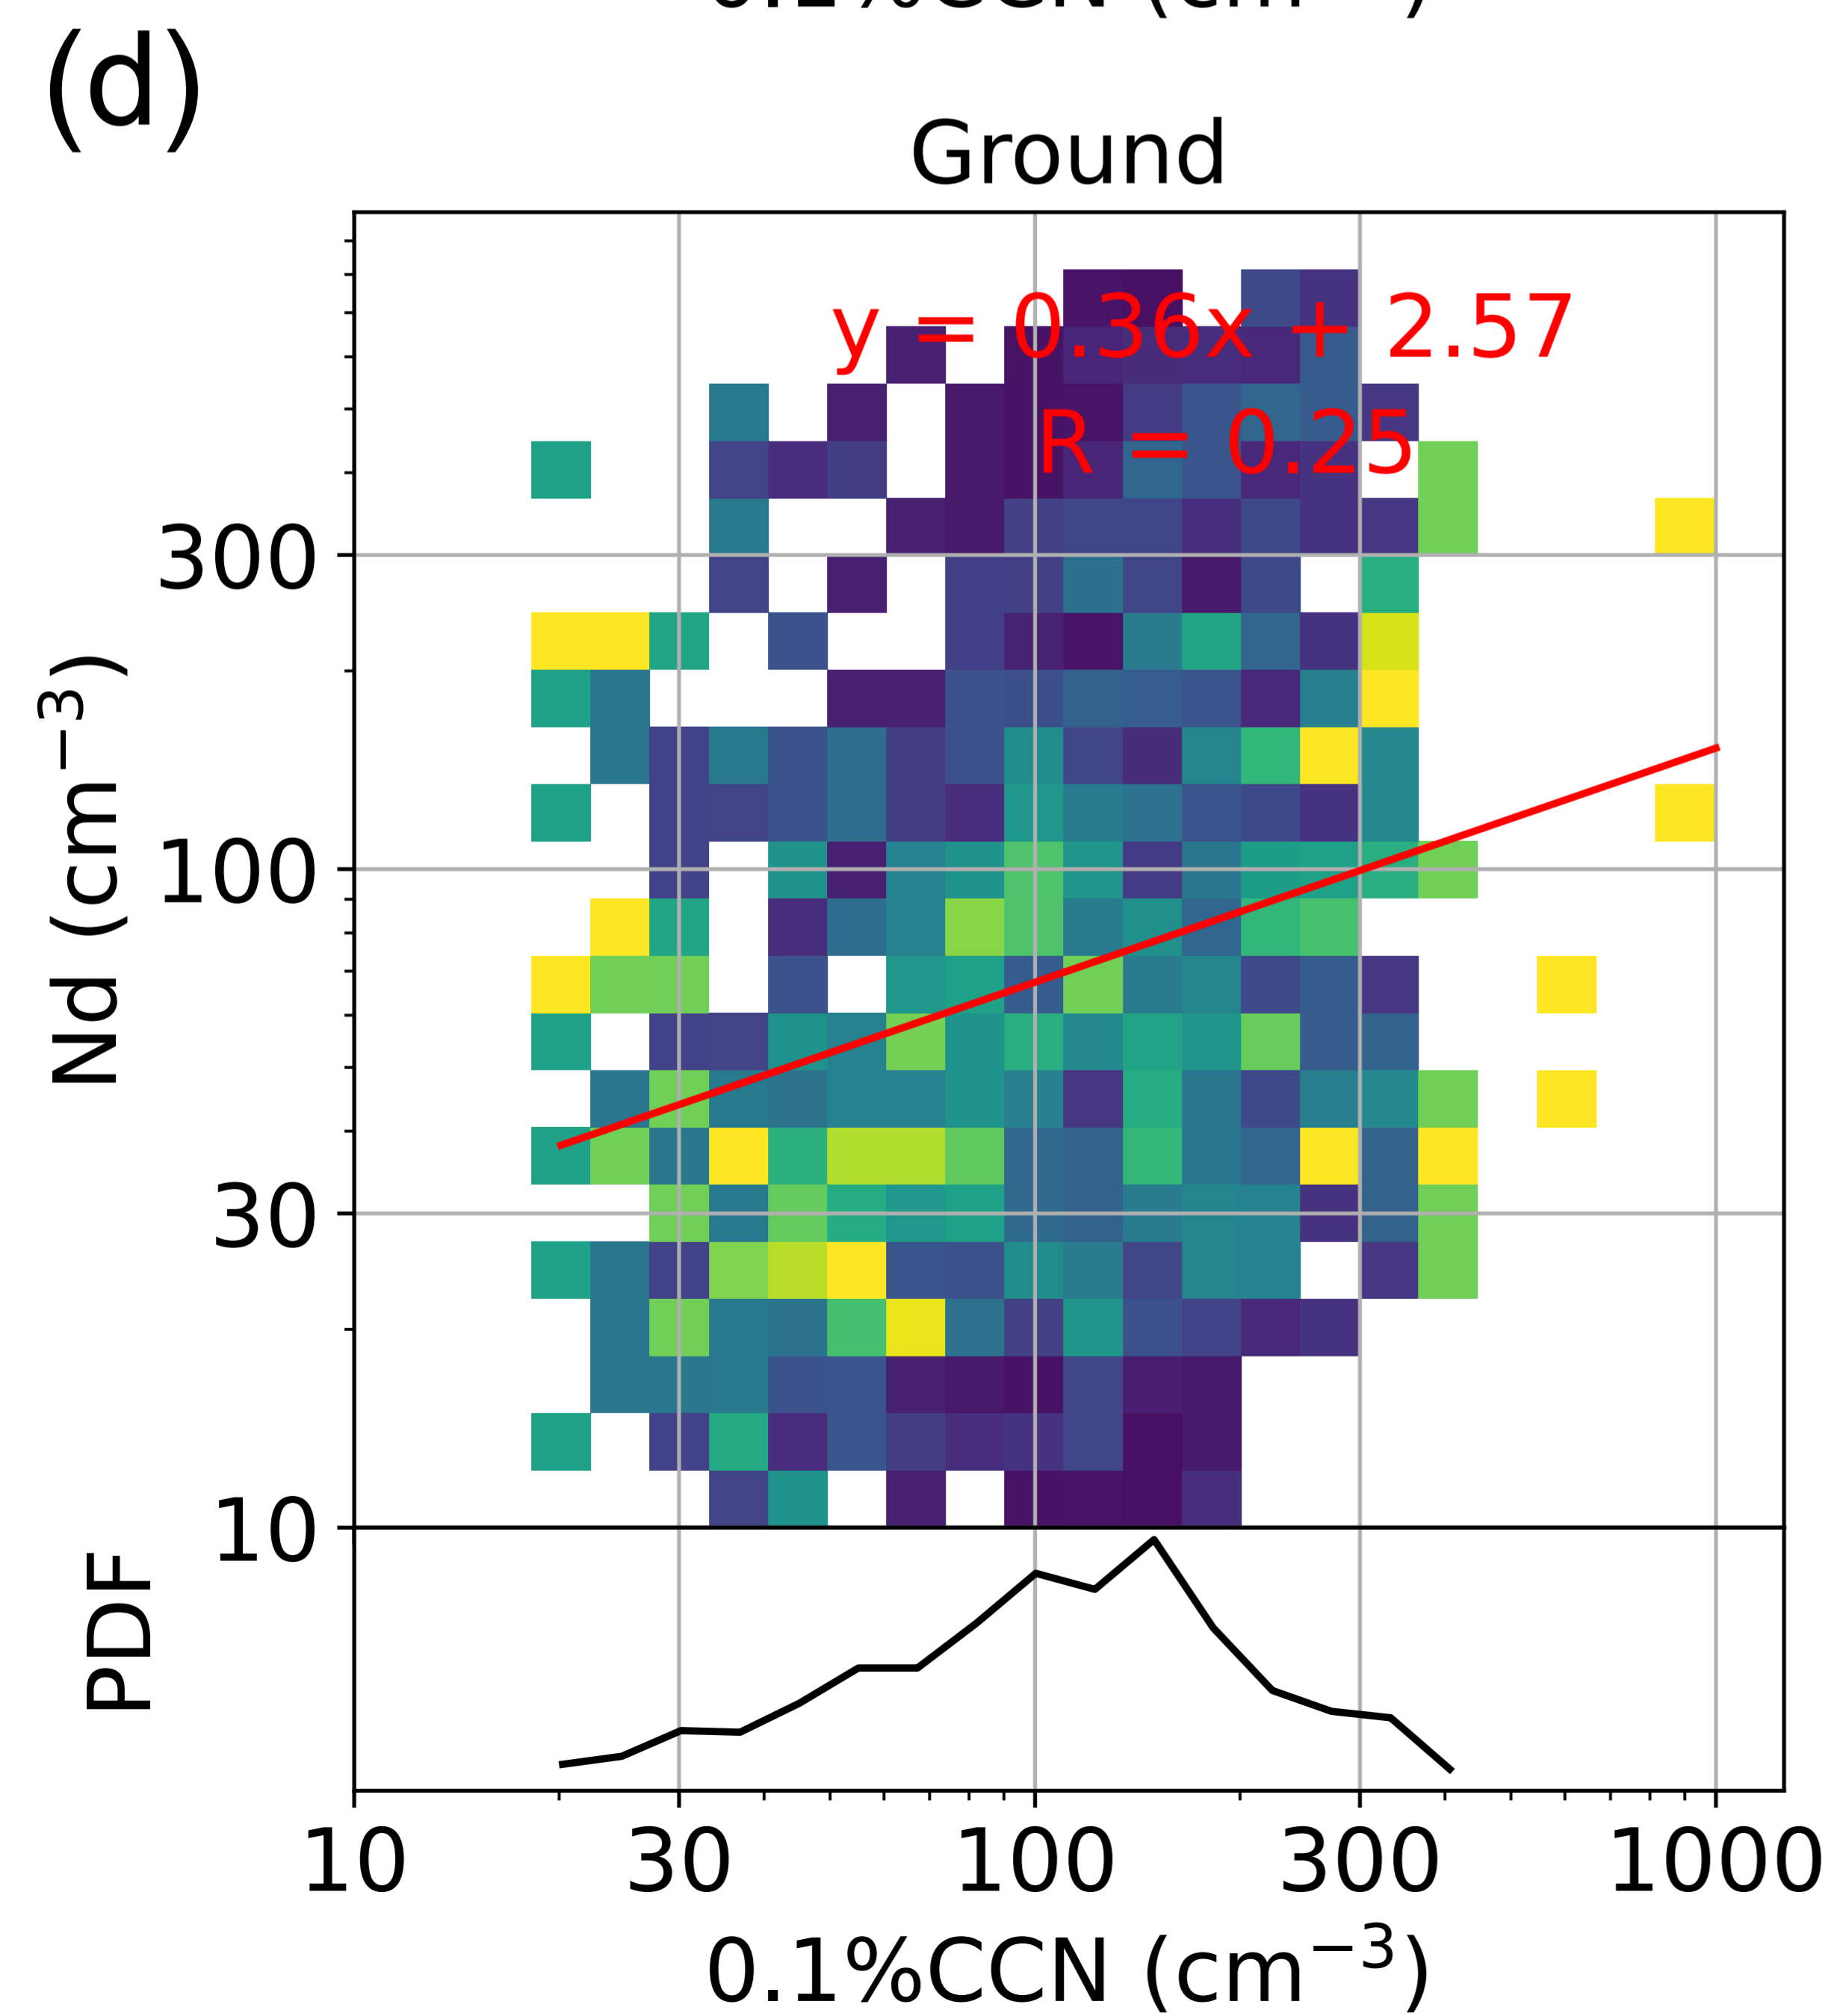 (d)
Ground
y = 0.36x + 2.57
R = 0.25
300
100
30
10
Nd (cm⁻³)
PDF
10 30 100 300 1000
0.1%CCN (cm⁻³)